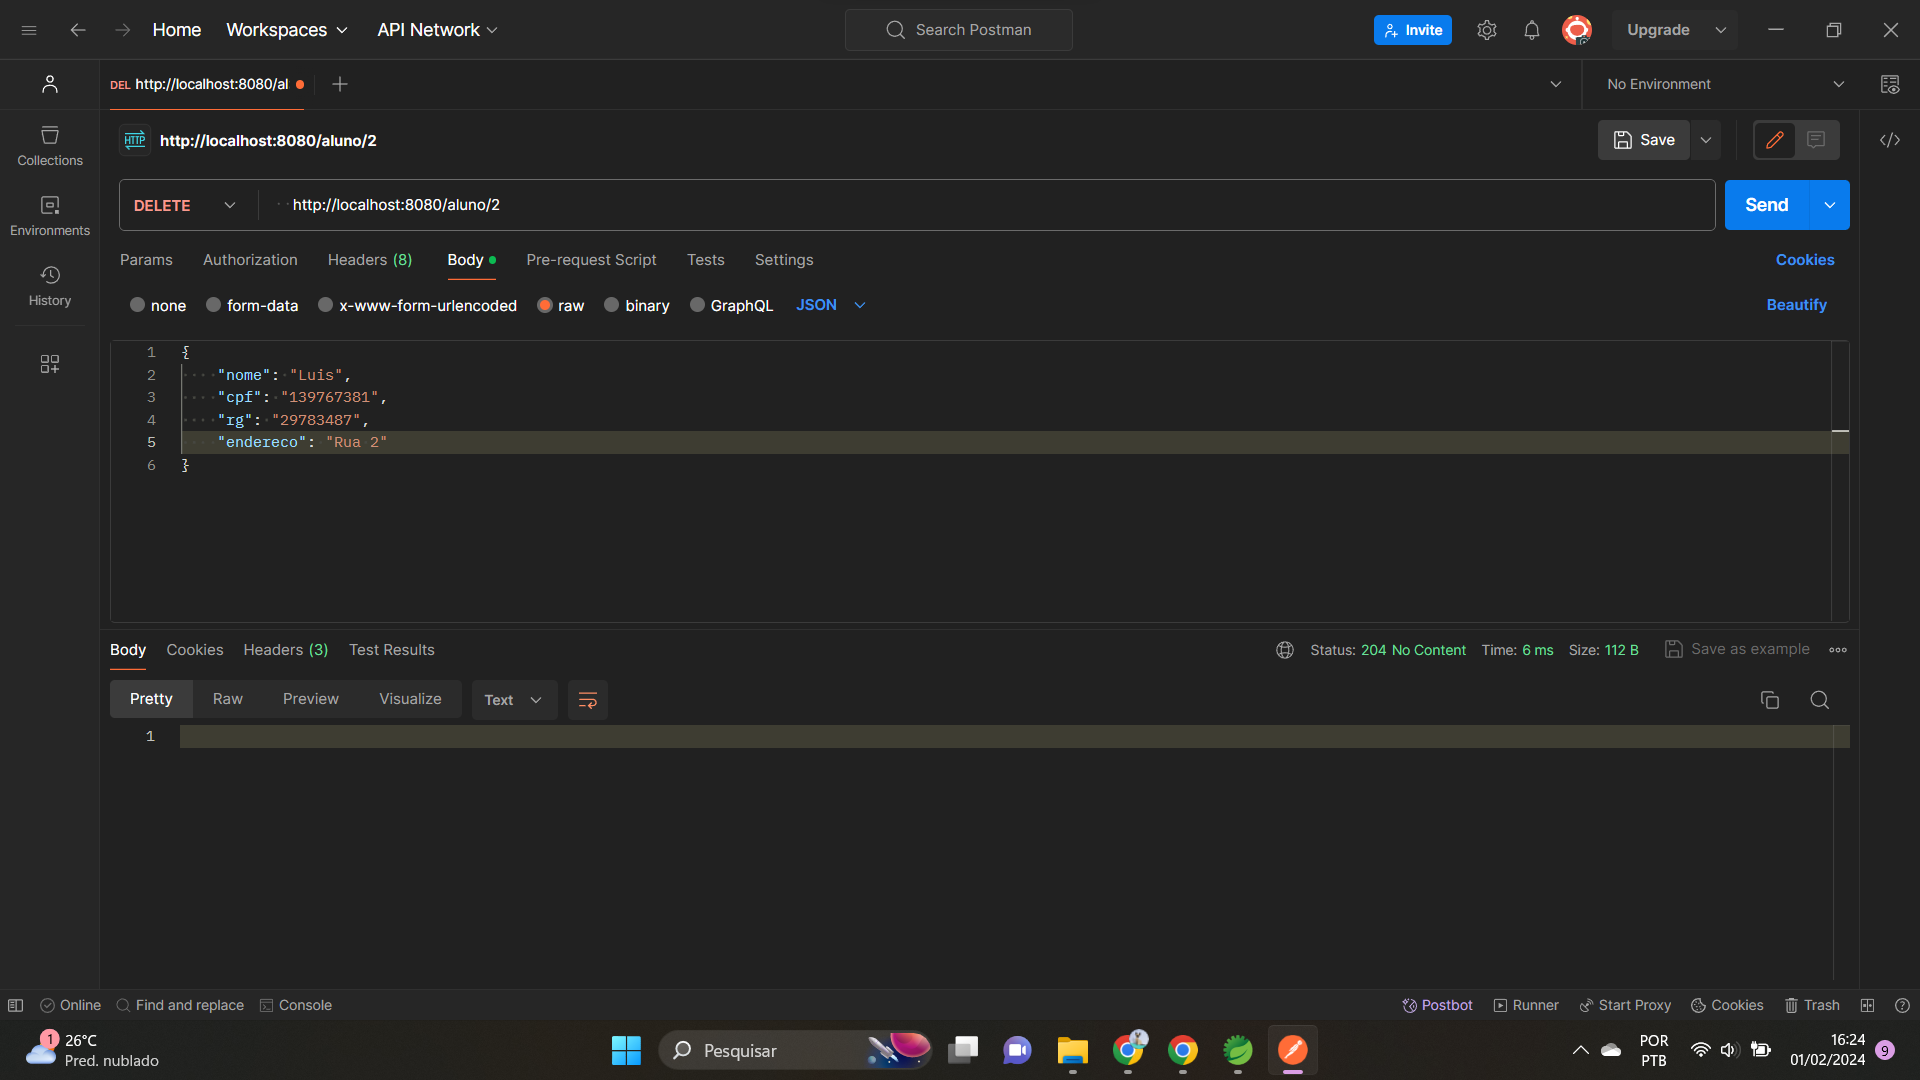 Home Workspaces API Network Search Postman Invite Upgrade
DEL http://localhost:8080/al No Environment
HTTP http://localhost:8080/aluno/2 Save
Collections
DELETE http://localhost:8080/aluno/2 Send
Environments
Params Authorization Headers (8) Body Pre-request Script Tests Settings Cookies
History
none form-data x-www-form-urlencoded raw binary GraphQL JSON Beautify
1 {
2 "nome": "Luis",
3 "cpf": "139767381",
4 "rg": "29783487",
5 "endereco": "Rua 2"
6 }
Body Cookies Headers (3) Test Results Status: 204 No Content Time: 6 ms Size: 112 B Save as example
Pretty Raw Preview Visualize Text
1
Online Find and replace Console Postbot Runner Start Proxy Cookies Trash
1 26°C
Pred. nublado
Pesquisar
POR
PTB
16:24
01/02/2024
9